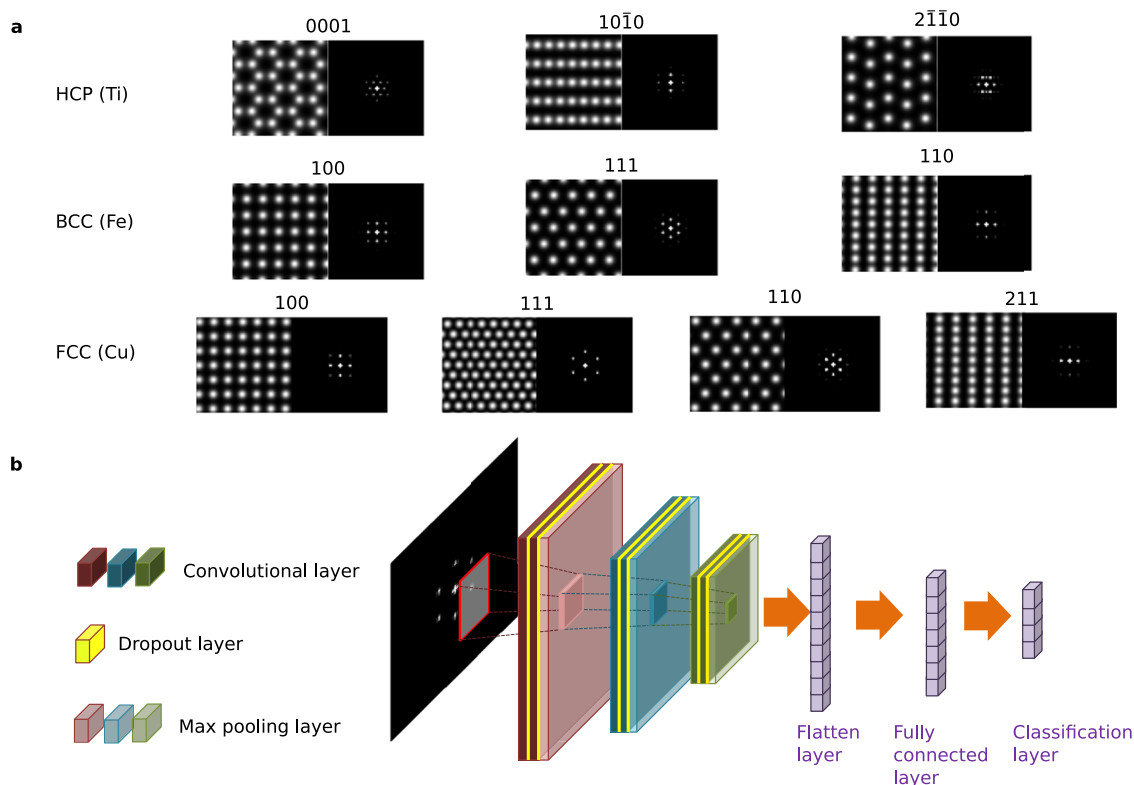 a
0001
101̄0
21̄1̄0
HCP (Ti)
100
111
110
BCC (Fe)
100
111
110
211
FCC (Cu)
b
Convolutional layer
Dropout layer
Max pooling layer
Flatten
layer
Fully
connected
layer
Classification
layer